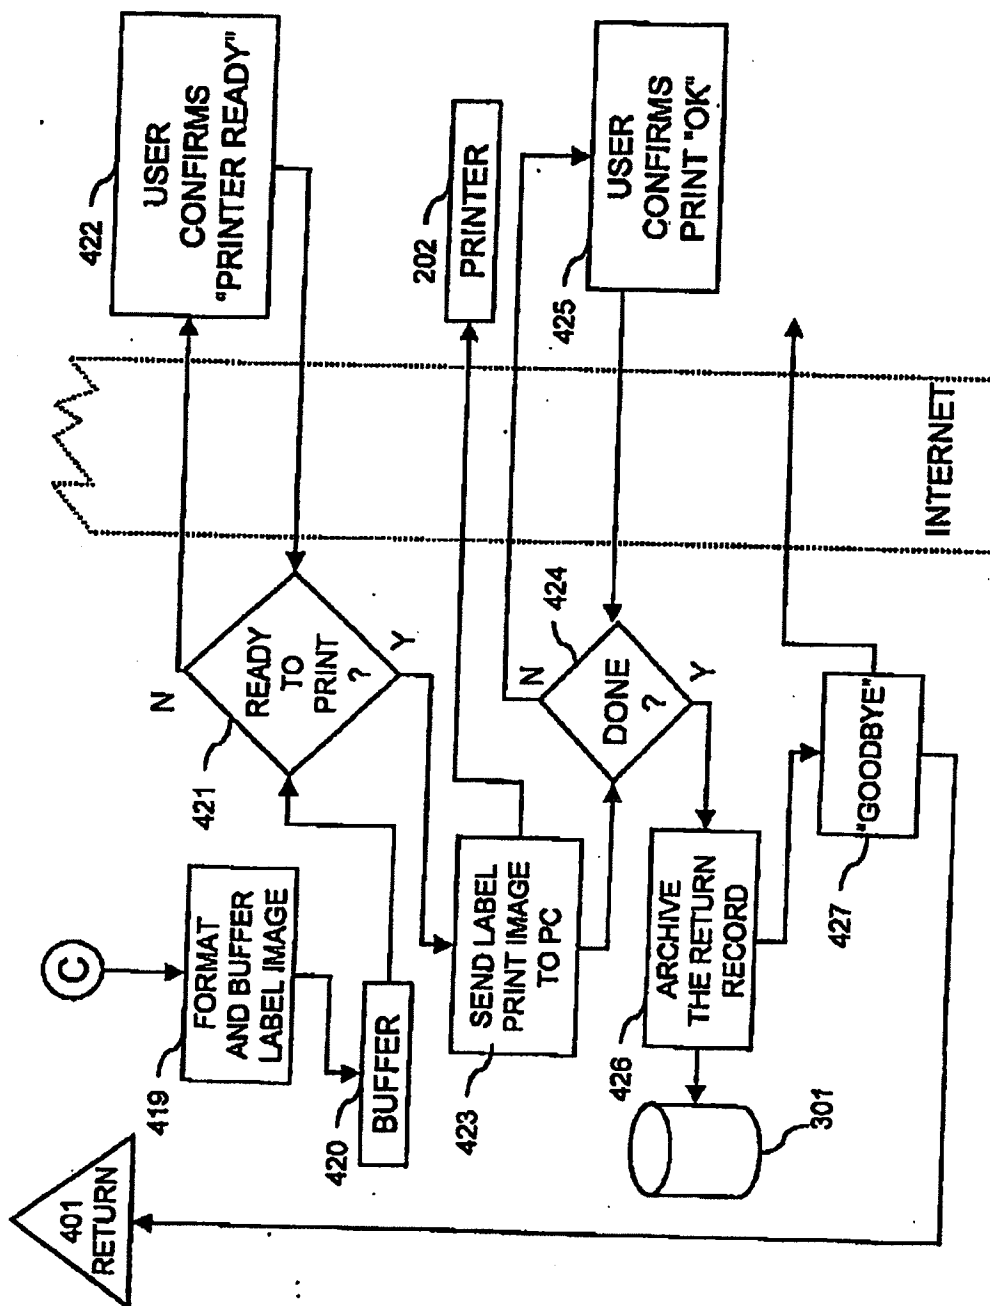 401
RETURN
C
419
FORMAT
AND BUFFER
LABEL IMAGE
420
BUFFER
421
READY
TO
PRINT
?
N
Y
422
USER
CONFIRMS
"PRINTER READY"
423
SEND LABEL
PRINT IMAGE
TO PC
202
PRINTER
424
DONE
?
N
Y
425
USER
CONFIRMS
PRINT "OK"
426
ARCHIVE
THE RETURN
RECORD
301
427
"GOODBYE"
INTERNET